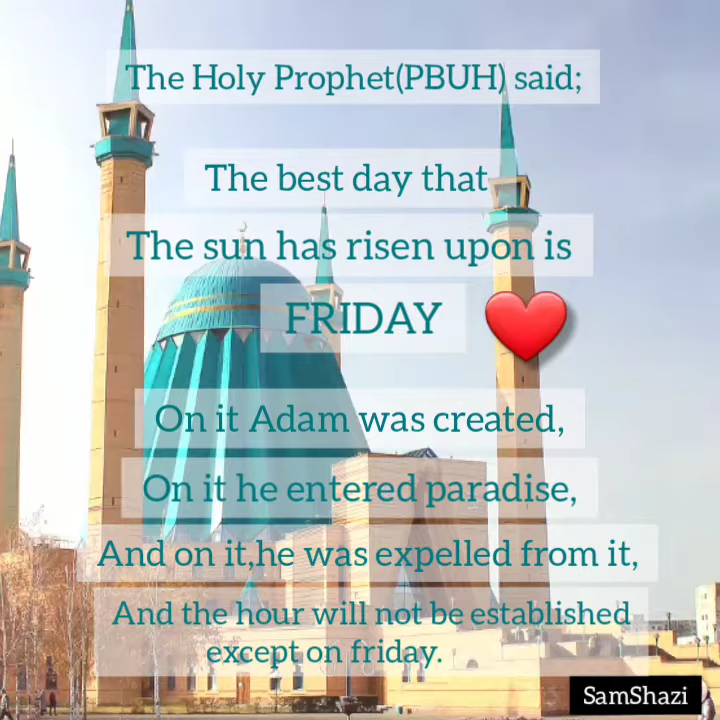 The Holy Prophet(PBUH) said;
The best day that
The sun has risen upon is
FRIDAY
On it Adam was created,
On it he entered paradise,
And on it,he was expelled from it,
And the hour will not be established
except on friday.
SamShazi